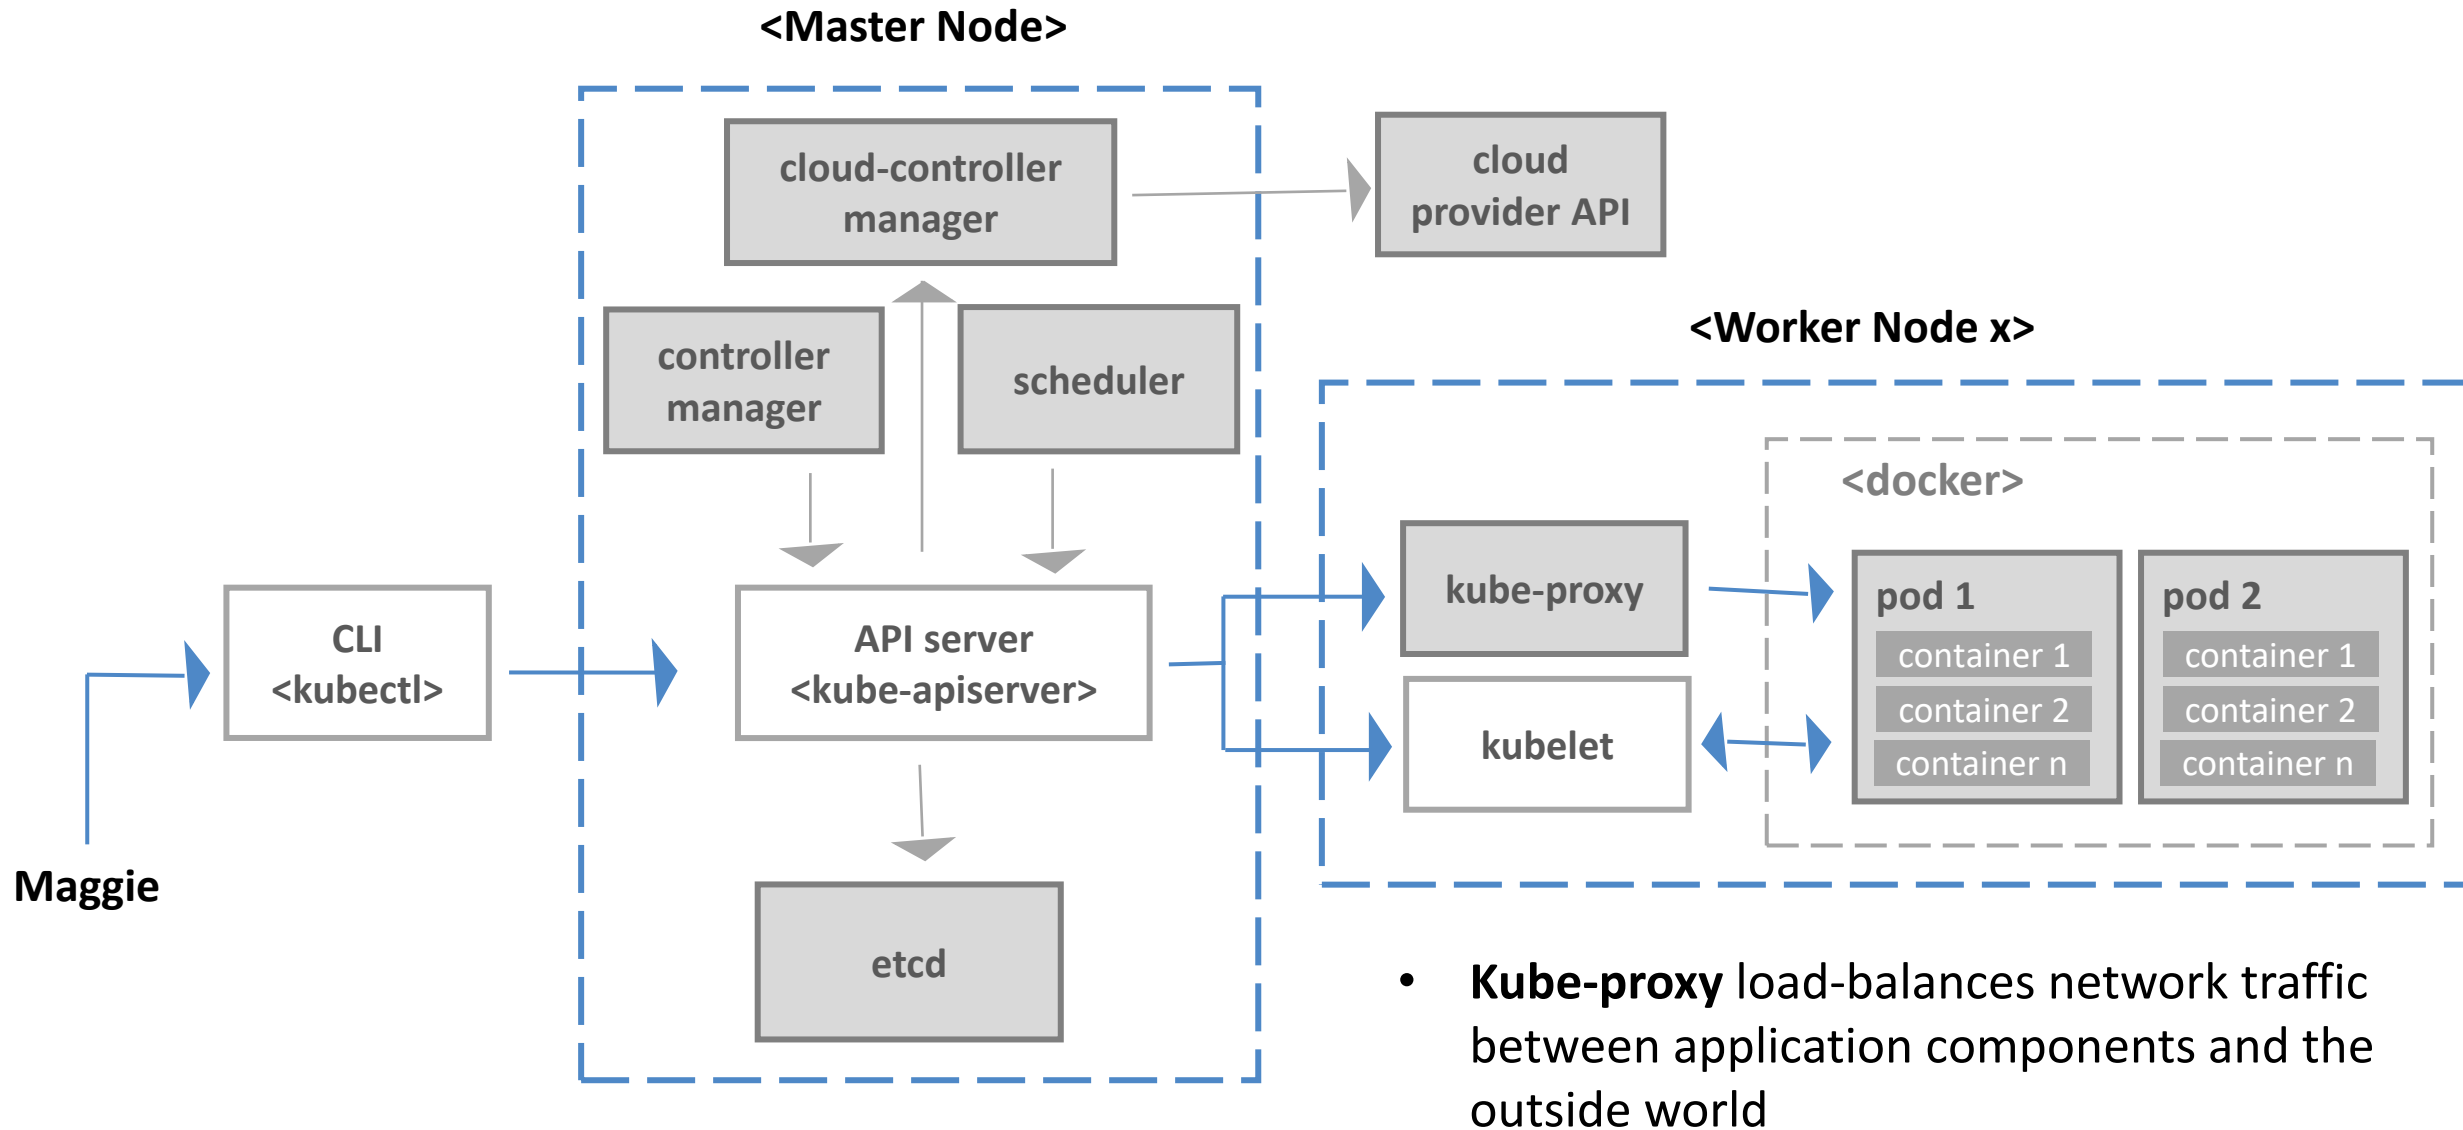 <Master Node>
cloud-controller
manager
cloud
provider API
controller
manager
scheduler
<Worker Node x>
<docker>
CLI
<kubectl>
API server
<kube-apiserver>
kube-proxy
kubelet
pod 1
container 1
container 2
container n
pod 2
container 1
container 2
container n
Maggie
etcd
• Kube-proxy load-balances network traffic
between application components and the
outside world